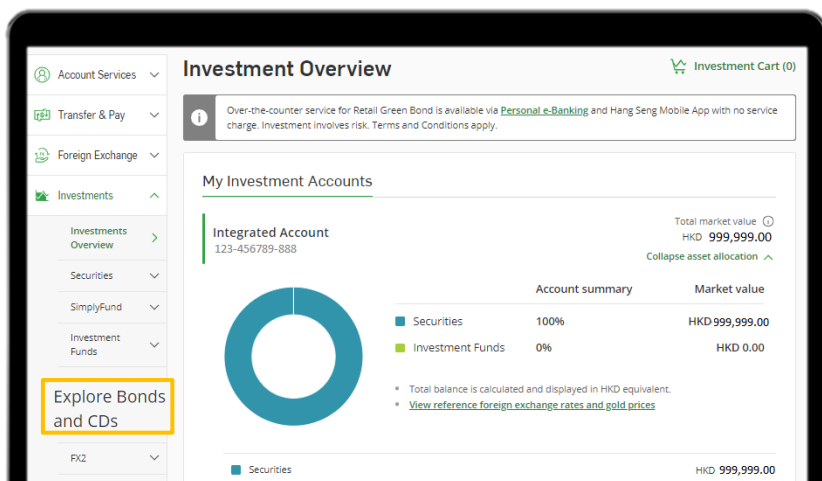 Account Services
Transfer & Pay
Foreign Exchange
Investments
Investments
Overview
Securities
SimplyFund
Investment
Funds
Explore Bonds
and CDs
FX2
Investment Overview
Investment Cart (0)
Over-the-counter service for Retail Green Bond is available via Personal e-Banking and Hang Seng Mobile App with no service
charge. Investment involves risk. Terms and Conditions apply.
My Investment Accounts
Integrated Account
123-456789-888
Total market value
HKD 999,999.00
Collapse asset allocation
Account summary Market value
Securities 100% HKD 999,999.00
Investment Funds 0% HKD 0.00
Total balance is calculated and displayed in HKD equivalent.
View reference foreign exchange rates and gold prices
Securities HKD 999,999.00